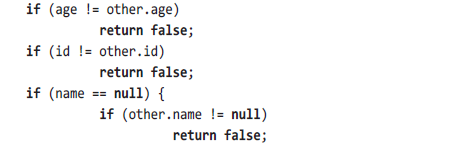 if (age != other.age)
return false;
if (id != other.id)
return false;
if (name == null) {
if (other.name != null)
return false;